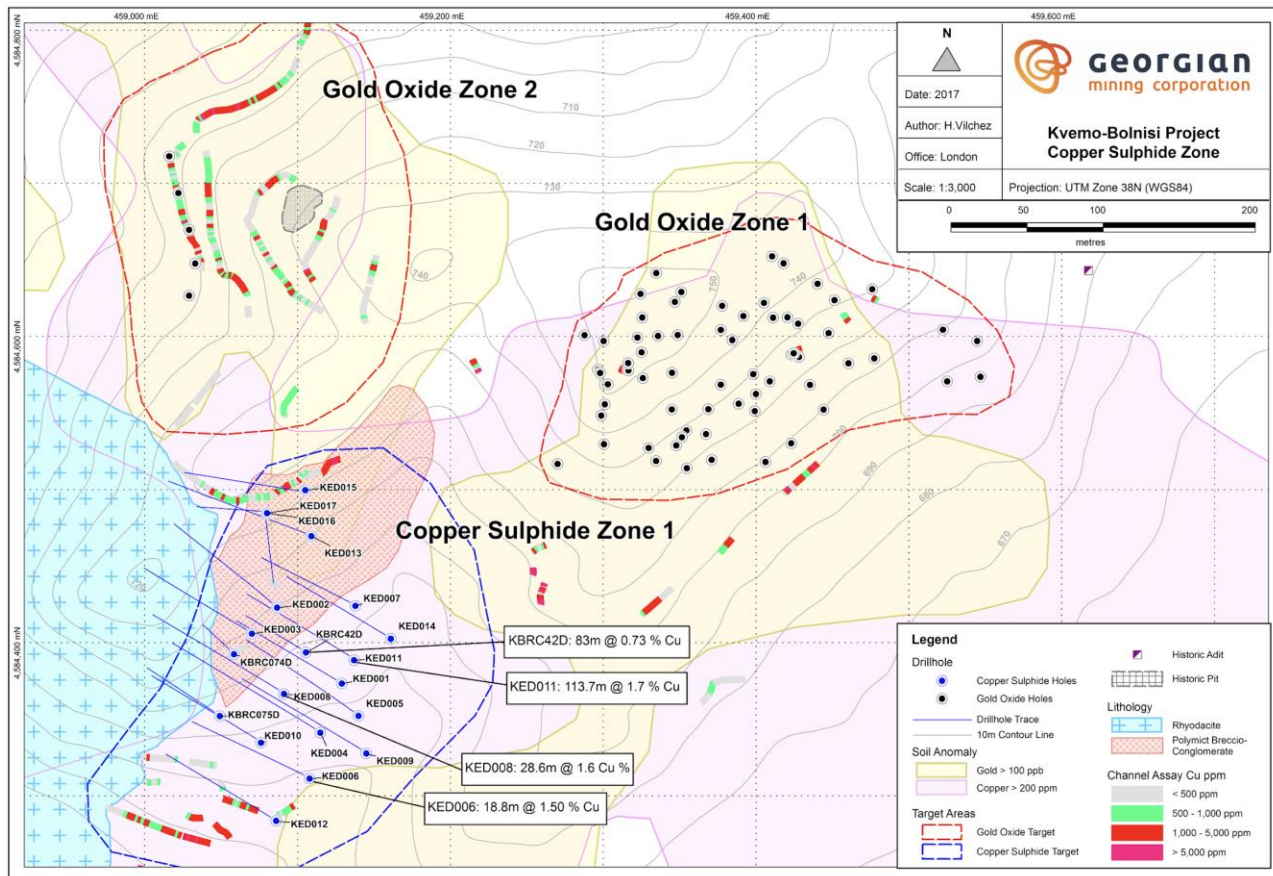 459,000 mE
459,200 mE
459,400 mE
459,600 mE
4,584,800 mN
4,584,600 mN
4,584,400 mN
N
Date: 2017
Author: H.Vilchez
Office: London
Scale: 1:3,000
GEORGIAN
mining corporation
Kvemo-Bolnisi Project
Copper Sulphide Zone
Projection: UTM Zone 38N (WGS84)
0 50 100 200
metres
Gold Oxide Zone 2
Gold Oxide Zone 1
Copper Sulphide Zone 1
710
720
730
740
750
740
700
690
680
670
KED015
KED017
KED016
KED013
KED002
KED007
KED003
KBRC42D
KED014
KBRC074D
KED011
KED001
KED008
KED005
KBRC075D
KED010
KED004
KED009
KED006
KED012
KBRC42D: 83m @ 0.73 % Cu
KED011: 113.7m @ 1.7 % Cu
KED008: 28.6m @ 1.6 Cu %
KED006: 18.8m @ 1.50 % Cu
Legend
Drillhole
Copper Sulphide Holes
Gold Oxide Holes
Drillhole Trace
10m Contour Line
Soil Anomaly
Gold > 100 ppb
Copper > 200 ppm
Target Areas
Gold Oxide Target
Copper Sulphide Target
Historic Adit
Historic Pit
Lithology
Rhyodacite
Polymict Breccio-
Conglomerate
Channel Assay Cu ppm
< 500 ppm
500 - 1,000 ppm
1,000 - 5,000 ppm
> 5,000 ppm